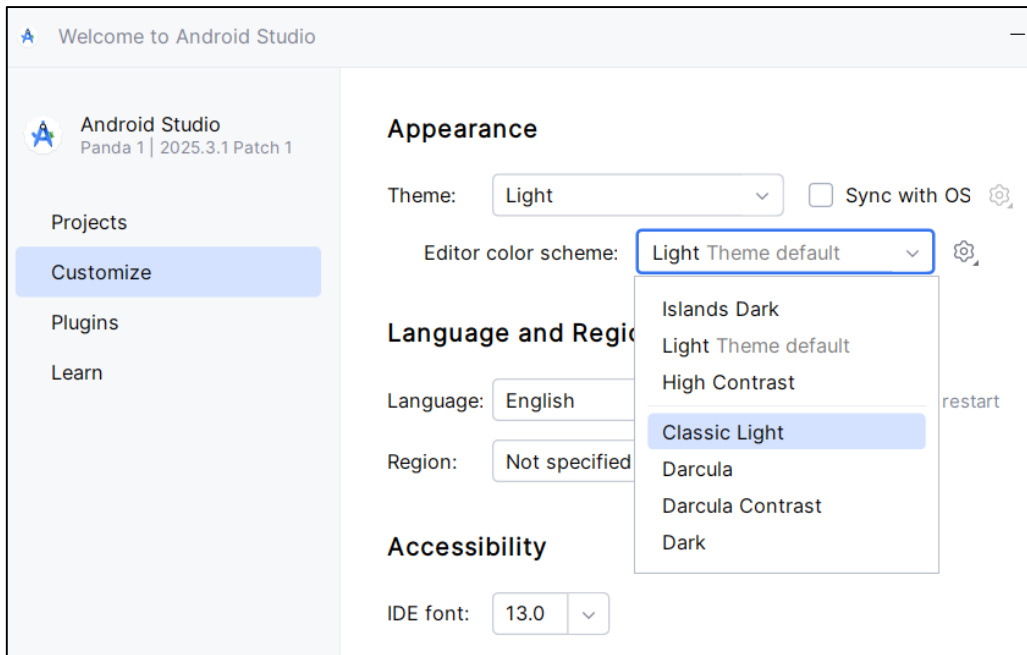 Welcome to Android Studio
Android Studio
Panda 1 | 2025.3.1 Patch 1
Projects
Customize
Plugins
Learn
Appearance
Theme: Light Sync with OS
Editor color scheme: Light Theme default
Islands Dark
Light Theme default
High Contrast
Classic Light
Darcula
Darcula Contrast
Dark
Language and Regio
Language: English restart
Region: Not specified
Accessibility
IDE font: 13.0